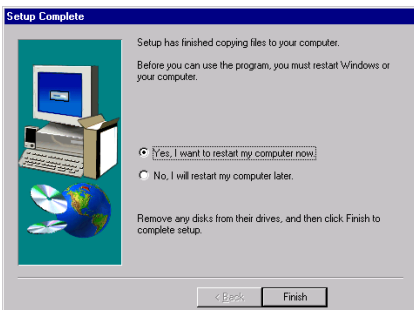 Setup Complete
Setup has finished copying files to your computer.
Before you can use the program, you must restart Windows or
your computer.
Yes, I want to restart my computer now.
No, I will restart my computer later.
Remove any disks from their drives, and then click Finish to
complete setup.
< Back
Finish